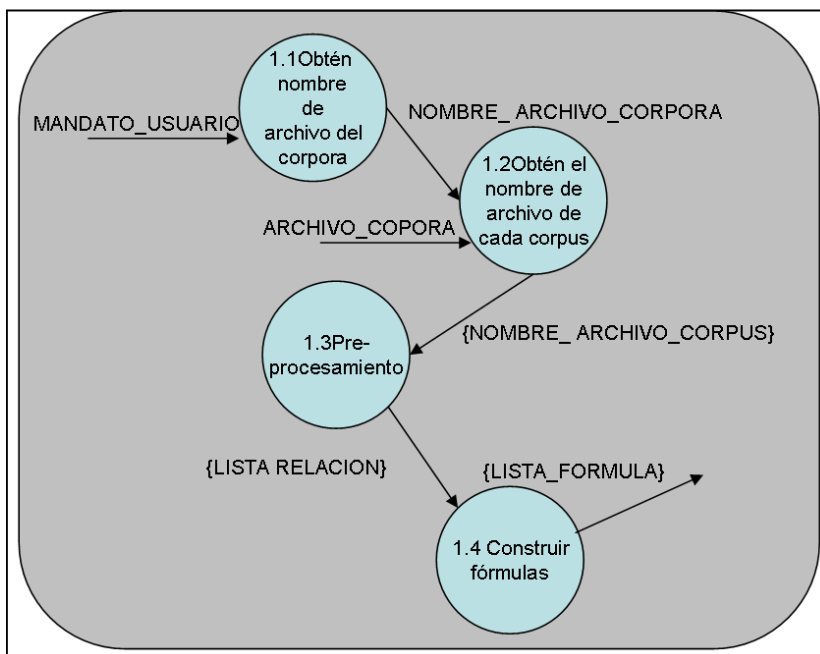 1.1Obtén
nombre
de
archivo del
corpora
MANDATO_USUARIO
NOMBRE_ ARCHIVO_CORPORA
1.2Obtén el
nombre de
archivo de
cada corpus
ARCHIVO_COPORA
{NOMBRE_ ARCHIVO_CORPUS}
1.3Pre-
procesamiento
{LISTA RELACION}
{LISTA_FORMULA}
1.4 Construir
fórmulas